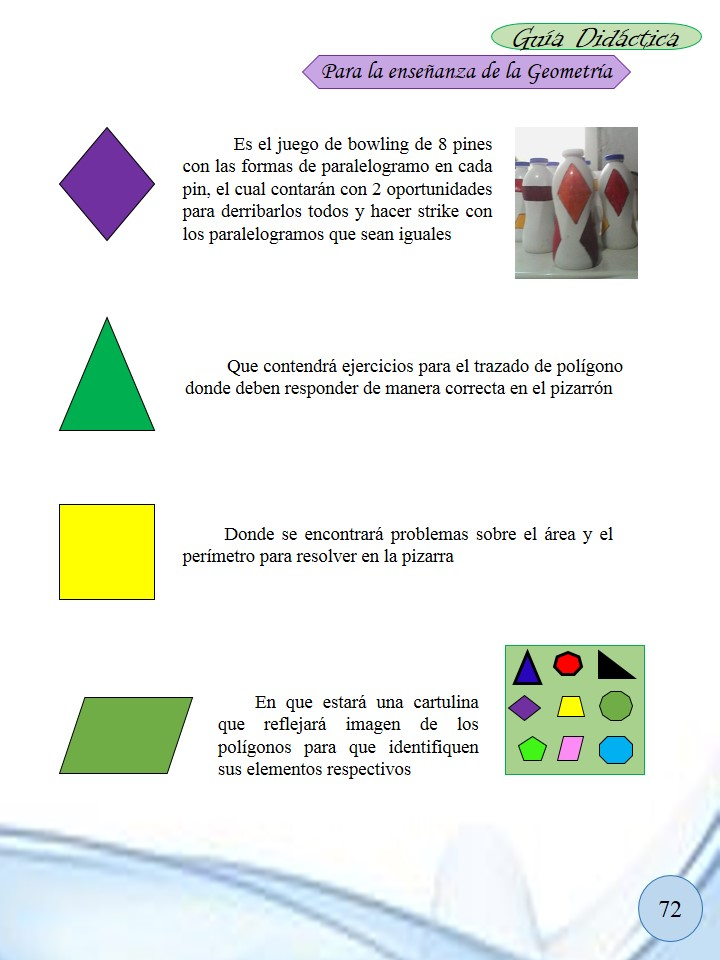 Guía Didáctica
Para la enseñanza de la Geometría
Es el juego de bowling de 8 pines
con las formas de paralelogramo en cada
pin, el cual contarán con 2 oportunidades
para derribarlos todos y hacer strike con
los paralelogramos que sean iguales
Que contendrá ejercicios para el trazado de polígono
donde deben responder de manera correcta en el pizarrón
Donde se encontrará problemas sobre el área y el
perímetro para resolver en la pizarra
En que estará una cartulina
que reflejará imagen de los
polígonos para que identifiquen
sus elementos respectivos
72